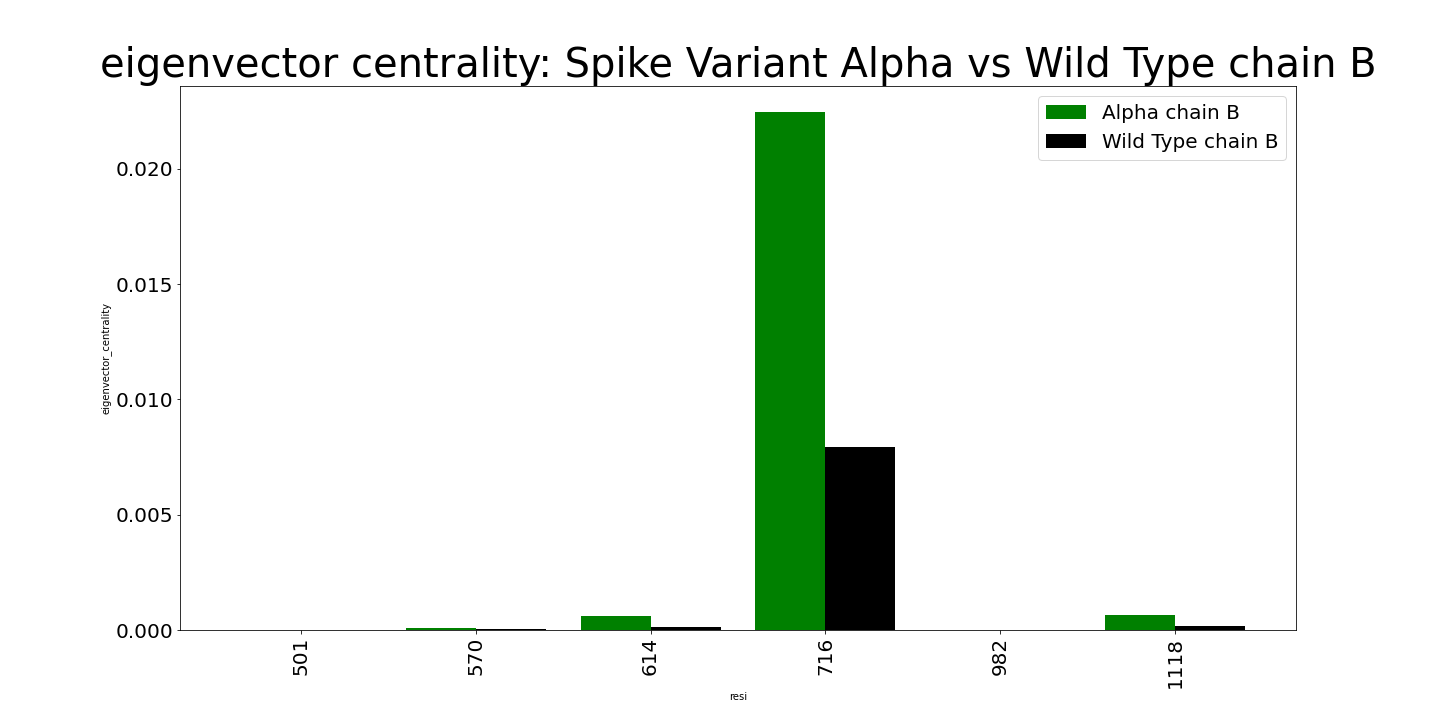 eigenvector centrality: Spike Variant Alpha vs Wild Type chain B
Alpha chain B
Wild Type chain B
0.020
0.015
0.010
0.005
0.000
eigenvector_centrality
501
570
614
716
982
1118
resi